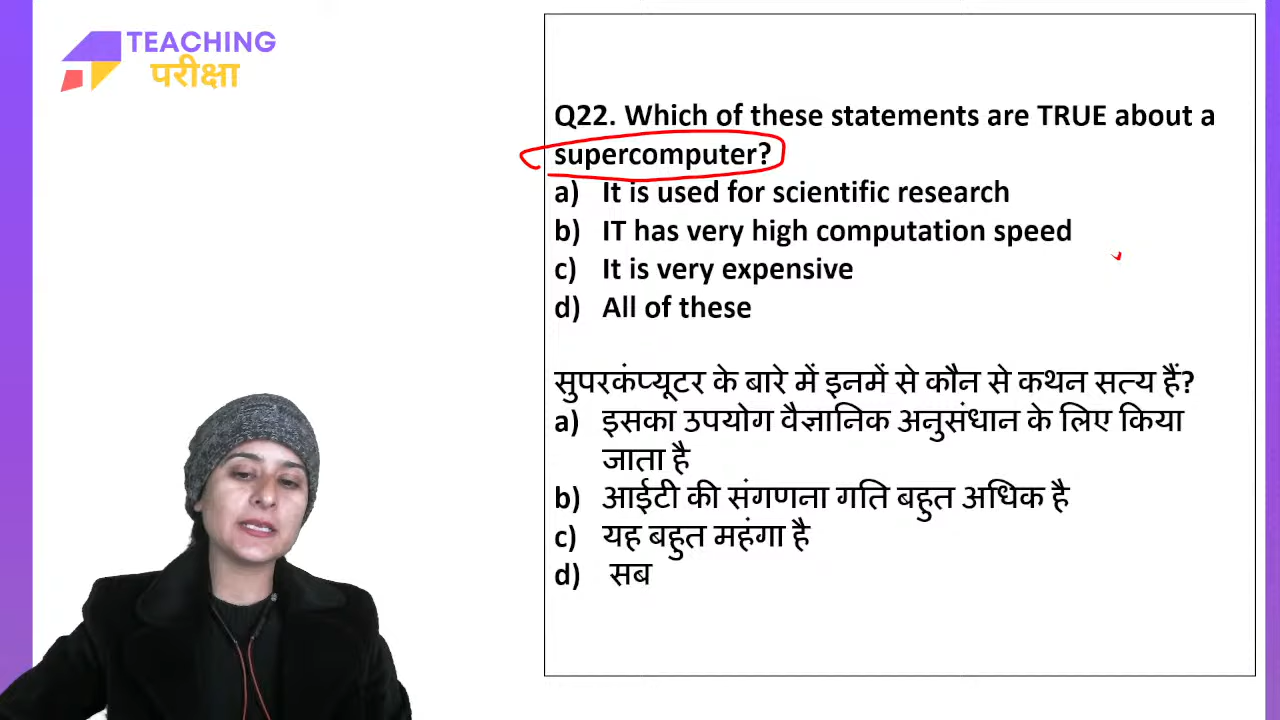 TEACHING
परीक्षा
Q22. Which of these statements are TRUE about a
supercomputer?
a) It is used for scientific research
b) IT has very high computation speed
c) It is very expensive
d) All of these
सुपरकंप्यूटर के बारे में इनमें से कौन से कथन सत्य हैं?
a) इसका उपयोग वैज्ञानिक अनुसंधान के लिए किया
जाता है
b) आईटी की संगणना गति बहुत अधिक है
c) यह बहुत महंगा है
d) सब